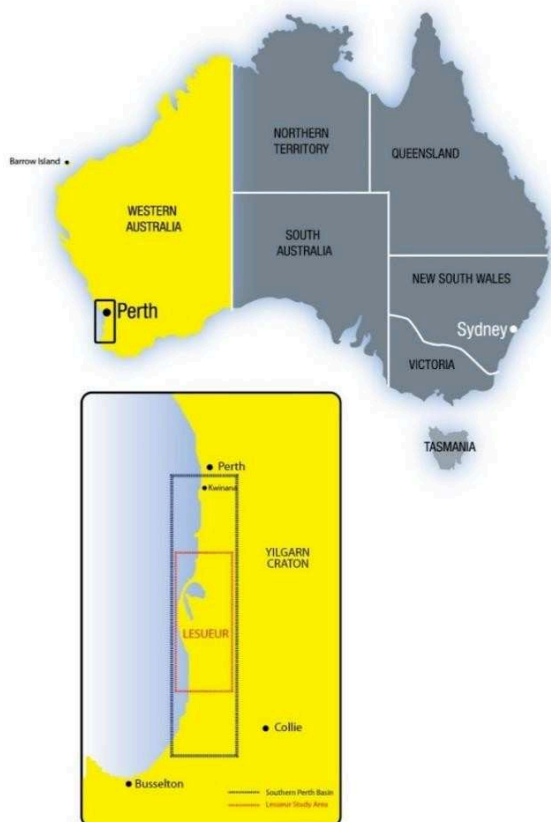 NORTHERN
TERRITORY
QUEENSLAND
Barrow Island
WESTERN
AUSTRALIA
SOUTH
AUSTRALIA
NEW SOUTH WALES
Perth
Sydney
VICTORIA
TASMANIA
Perth
Kwinana
YILGARN
CRATON
LESUEUR
Collie
Busselton
Southern Perth Basin
Lesueur Study Area